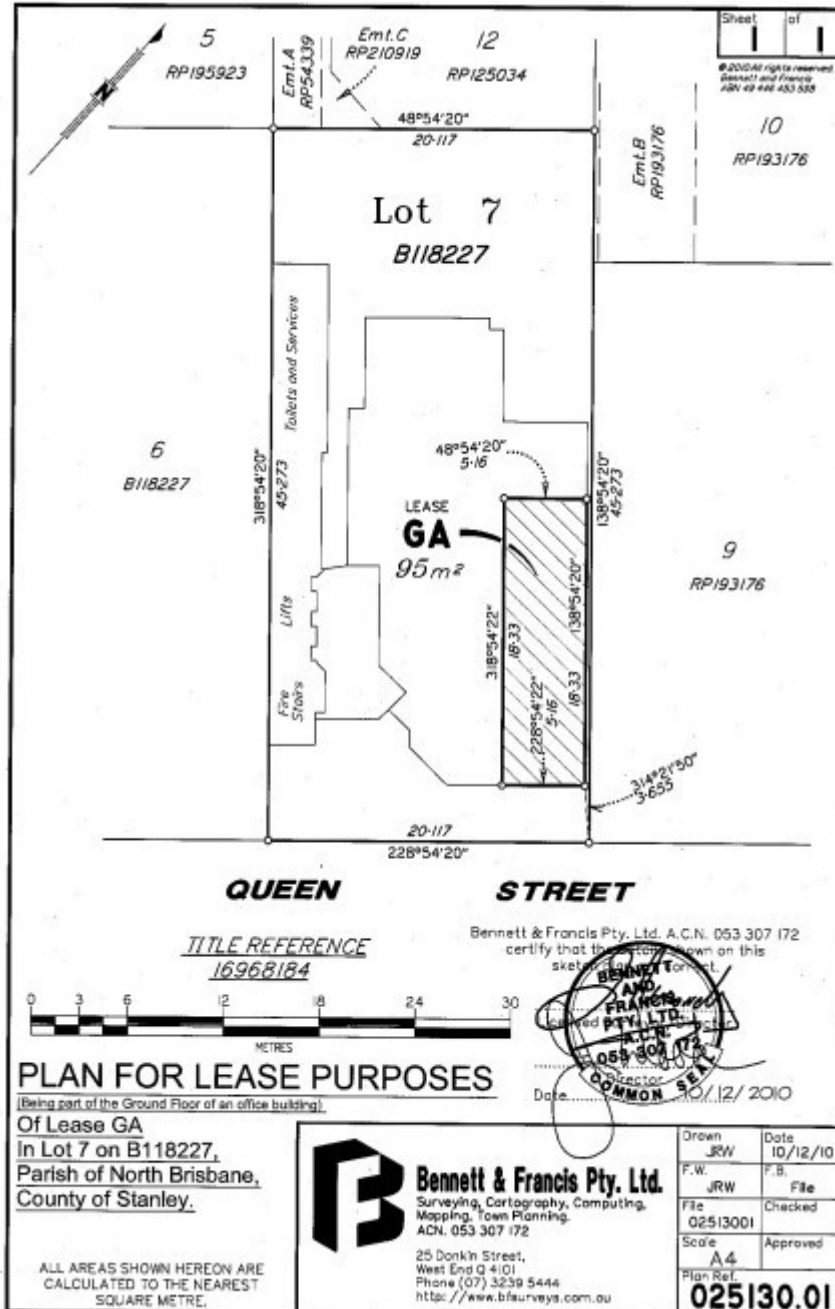 Sheet of
1 1
©2010 All rights reserved
Bennett and Francis
5
RP195923
Emt.A
RP54339
Emt.C
RP210919
12
RP125034
N
48°54'20"
20·117
10
RP193176
Emt.B
RP193176
Lot 7
B118227
Toilets and Services
6
B118227
318°54'20"
45·273
48°54'20"
5·16
138°54'20"
45·273
LEASE
GA
95m²
9
RP193176
318°54'22"
18·33
138°54'20"
18·33
228°54'22"
5·16
Lifts
Fire
Stairs
314°21'50"
3·655
20·117
228°54'20"
QUEEN STREET
TITLE REFERENCE
16968184
Bennett & Francis Pty. Ltd. A.C.N. 053 307 172
certify that the shown on this
correct.
BENNETT
AND
FRANCIS
PTY. LTD.
A.C.N.
053 307 172
COMMON SEAL
Director
Date 10/12/2010
0 3 6 12 18 24 30
METRES
PLAN FOR LEASE PURPOSES
(Being part of the Ground Floor of an office building)
Of Lease GA
In Lot 7 on B118227,
Parish of North Brisbane,
County of Stanley.
ALL AREAS SHOWN HEREON ARE
CALCULATED TO THE NEAREST
SQUARE METRE.
Bennett & Francis Pty. Ltd.
Surveying, Cartography, Computing,
Mapping, Town Planning.
ACN. 053 307 172
25 Donkin Street,
West End Q 4101
Phone (07) 3239 5444
http://www.bfsurveys.com.au
Drawn JRW
Date 10/12/10
F.W. JRW
F.B. File
File 02513001
Checked
Scale A4
Approved
Plan Ref.
025130.01